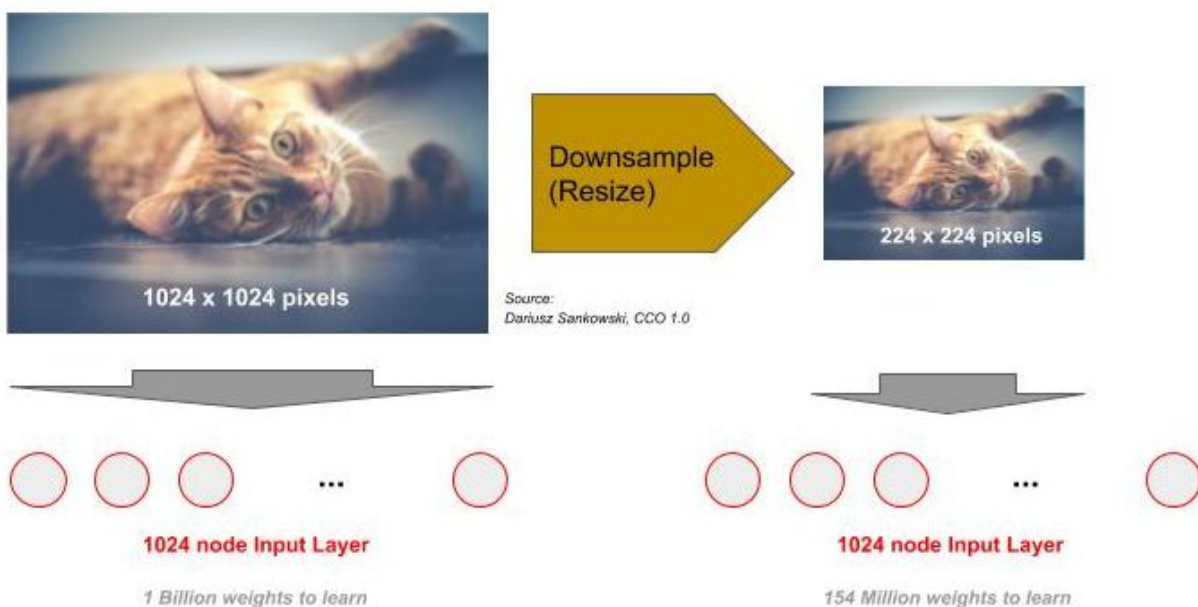 Downsample
(Resize)
1024 x 1024 pixels
224 x 224 pixels
Source:
Dariusz Sankowski, CCO 1.0
...
...
1024 node Input Layer
1024 node Input Layer
1 Billion weights to learn
154 Million weights to learn